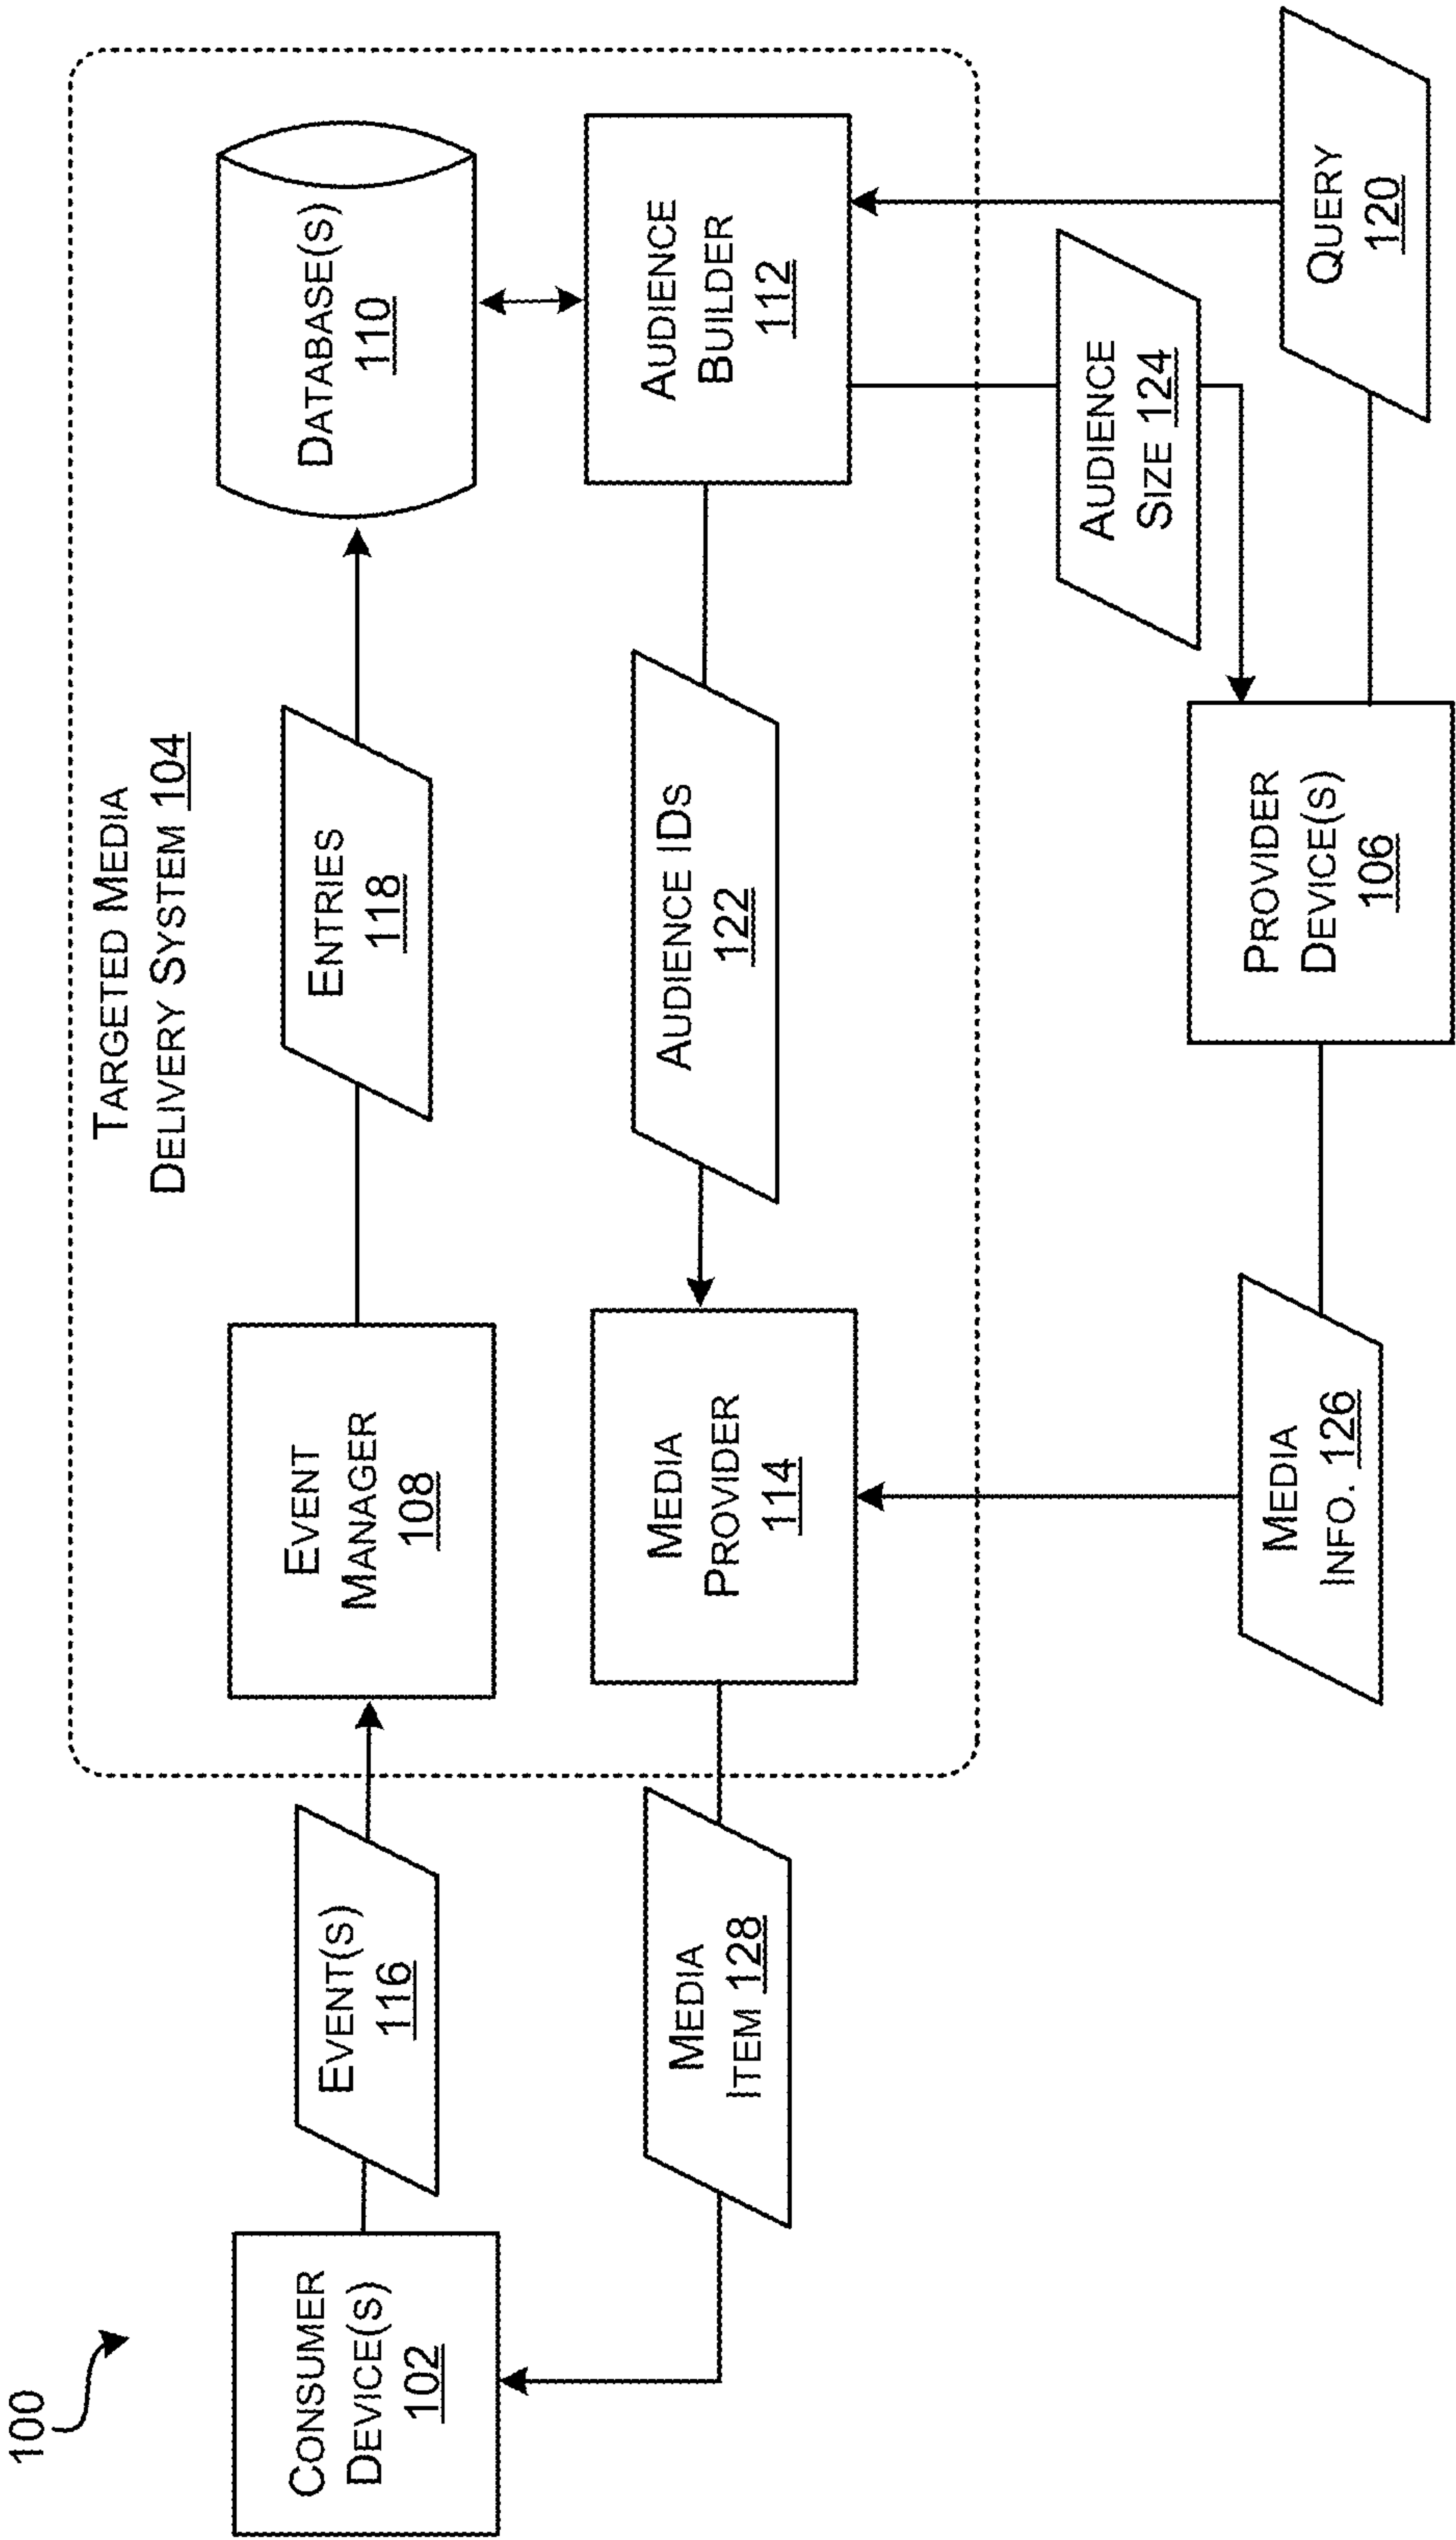 100
TARGETED MEDIA
DELIVERY SYSTEM 104
CONSUMER
DEVICE(S)
102
EVENT(S)
116
EVENT
MANAGER
108
ENTRIES
118
DATABASE(S)
110
MEDIA
ITEM 128
MEDIA
PROVIDER
114
AUDIENCE IDS
122
AUDIENCE
BUILDER
112
AUDIENCE
SIZE 124
MEDIA
INFO. 126
PROVIDER
DEVICE(S)
106
QUERY
120